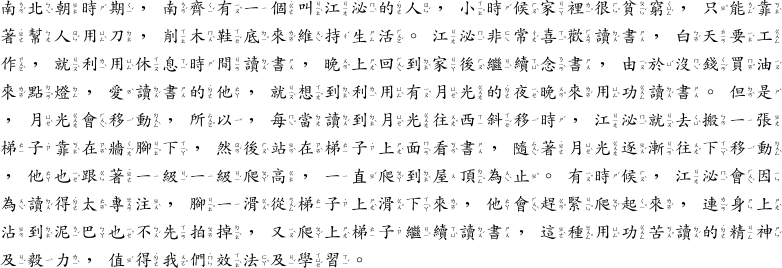 南北朝時期，南齊有一個叫江泌的人，小時候家裡很貧窮，只能靠
著幫人用刀，削木鞋底來維持生活。江泌非常喜歡讀書，白天要工
作，就利用休息時間讀書，晚上回到家後繼續念書，由於沒錢買油
來點燈，愛讀書的他，就想到利用有月光的夜晚來用功讀書。但是
，月光會移動，所以，每當讀到月光往西斜移時，江泌就去搬一張
梯子靠在牆腳下，然後站在梯子上面看書，隨著月光逐漸往下移動
，他也跟著一級一級爬高，一直爬到屋頂為止。有時候，江泌會因
為讀得太專注，腳一滑從梯子上滑下來，他會趕緊爬起來，連身上
沾到泥巴也不先拍掉，又爬上梯子繼續讀書，這種用功苦讀的精神
及毅力，值得我們效法及學習。